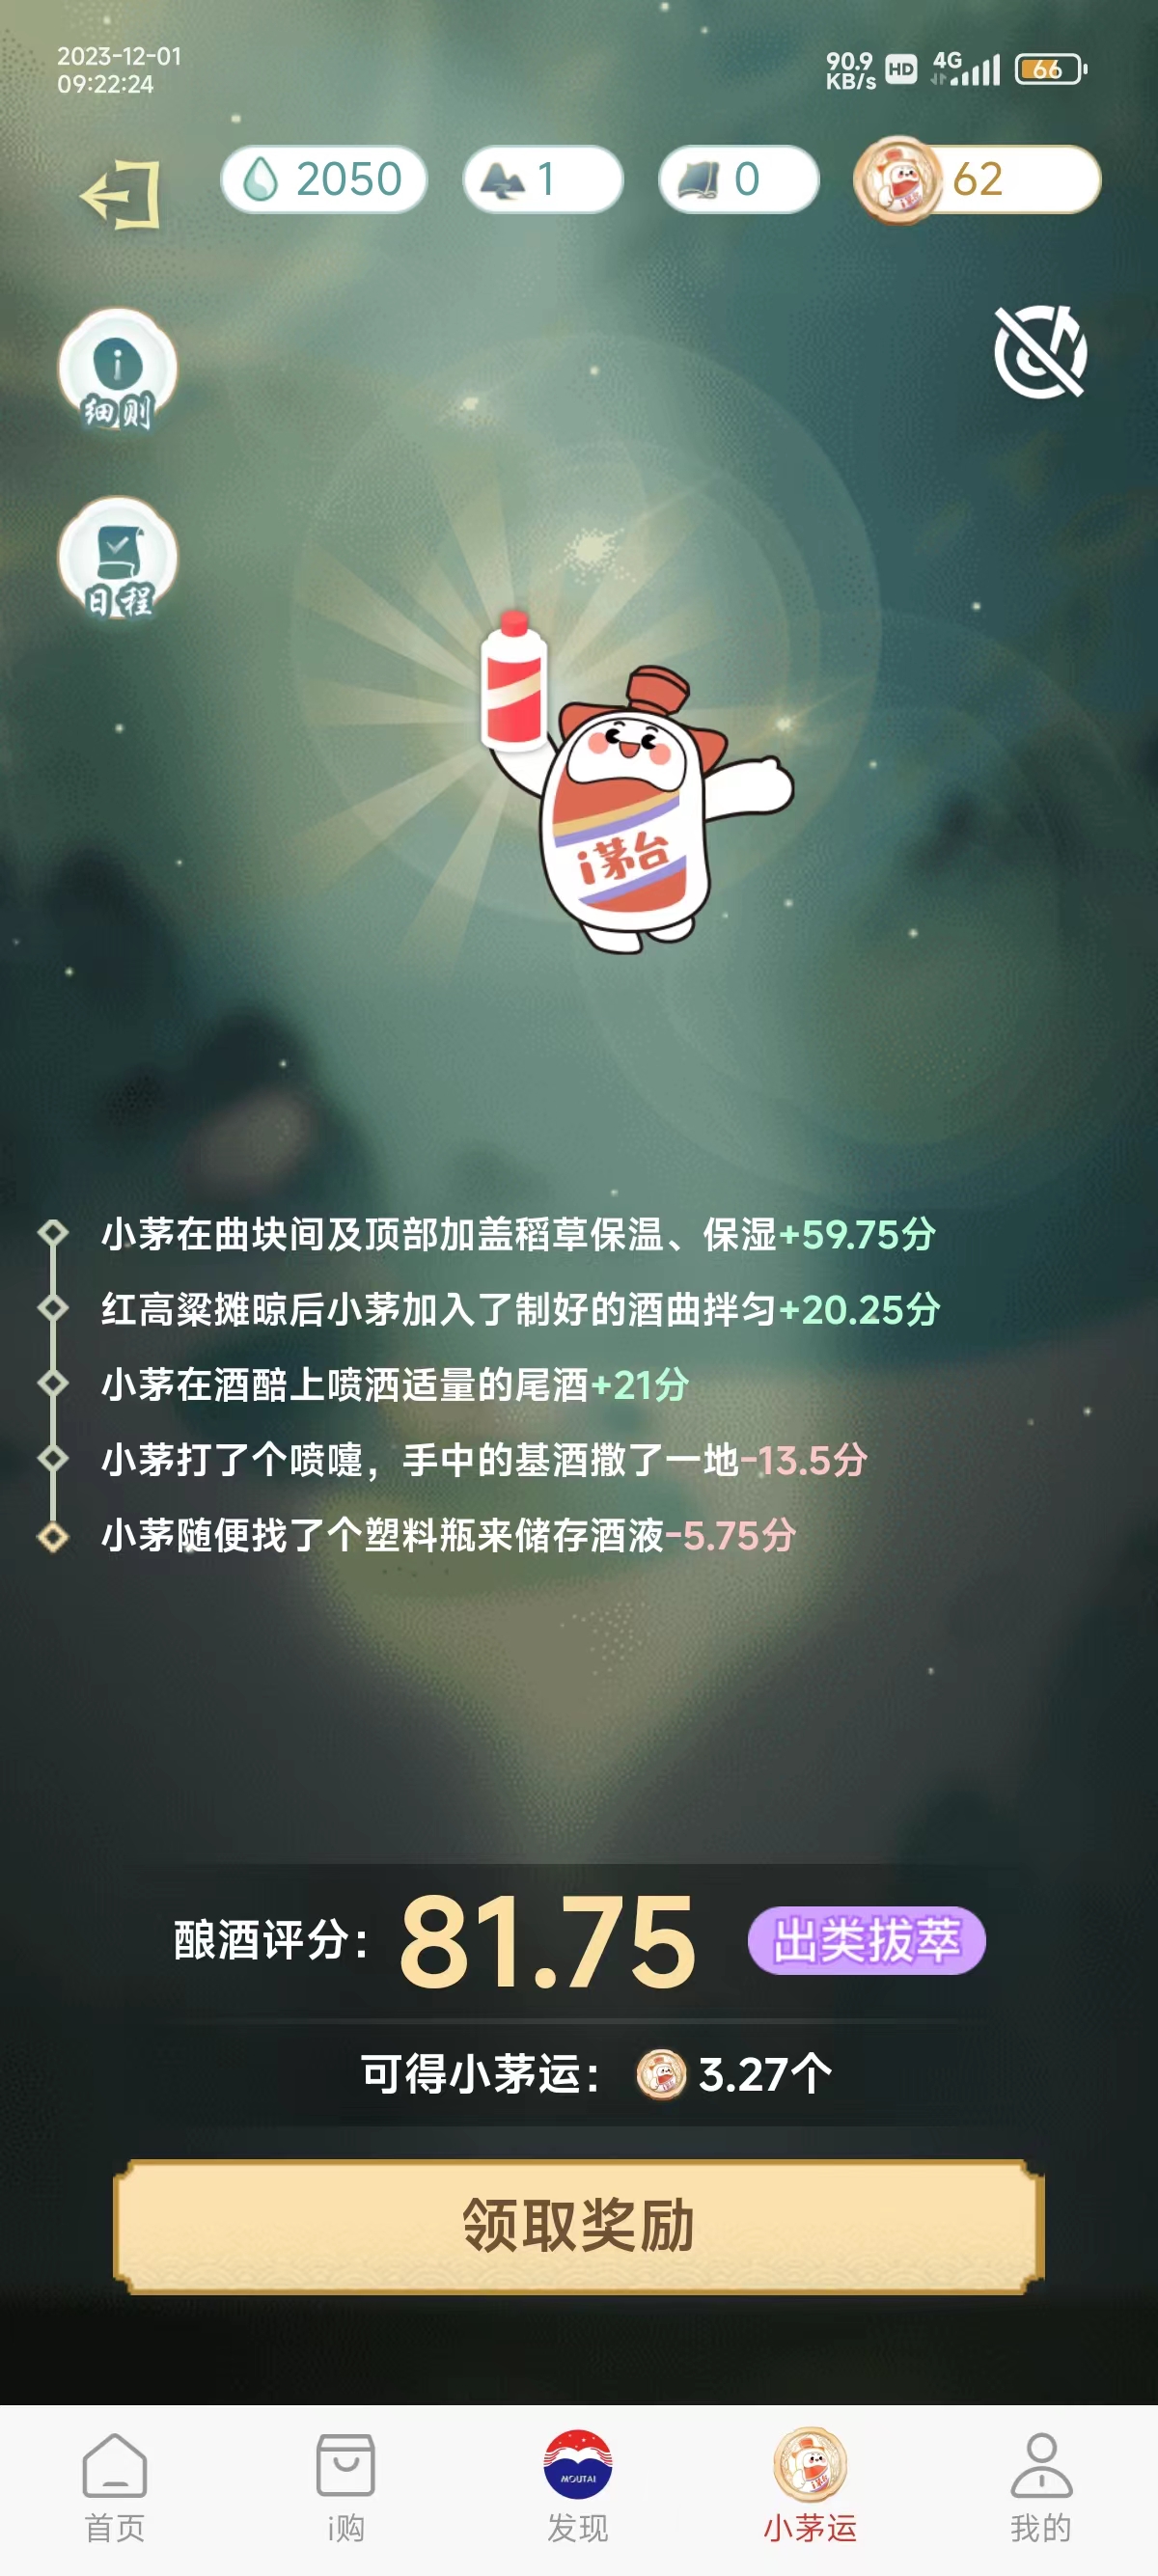 2023-12-01
09:22:24
90.9
KB/s
HD
4G
66
2050
1
0
62
细则
日程
i茅台
小茅在曲块间及顶部加盖稻草保温、保湿+59.75分
红高粱摊晾后小茅加入了制好的酒曲拌匀+20.25分
小茅在酒醅上喷洒适量的尾酒+21分
小茅打了个喷嚏，手中的基酒撒了一地-13.5分
小茅随便找了个塑料瓶来储存酒液-5.75分
酿酒评分：81.75 出类拔萃
可得小茅运： 3.27个
领取奖励
MOUTAI
首页
i购
发现
小茅运
我的